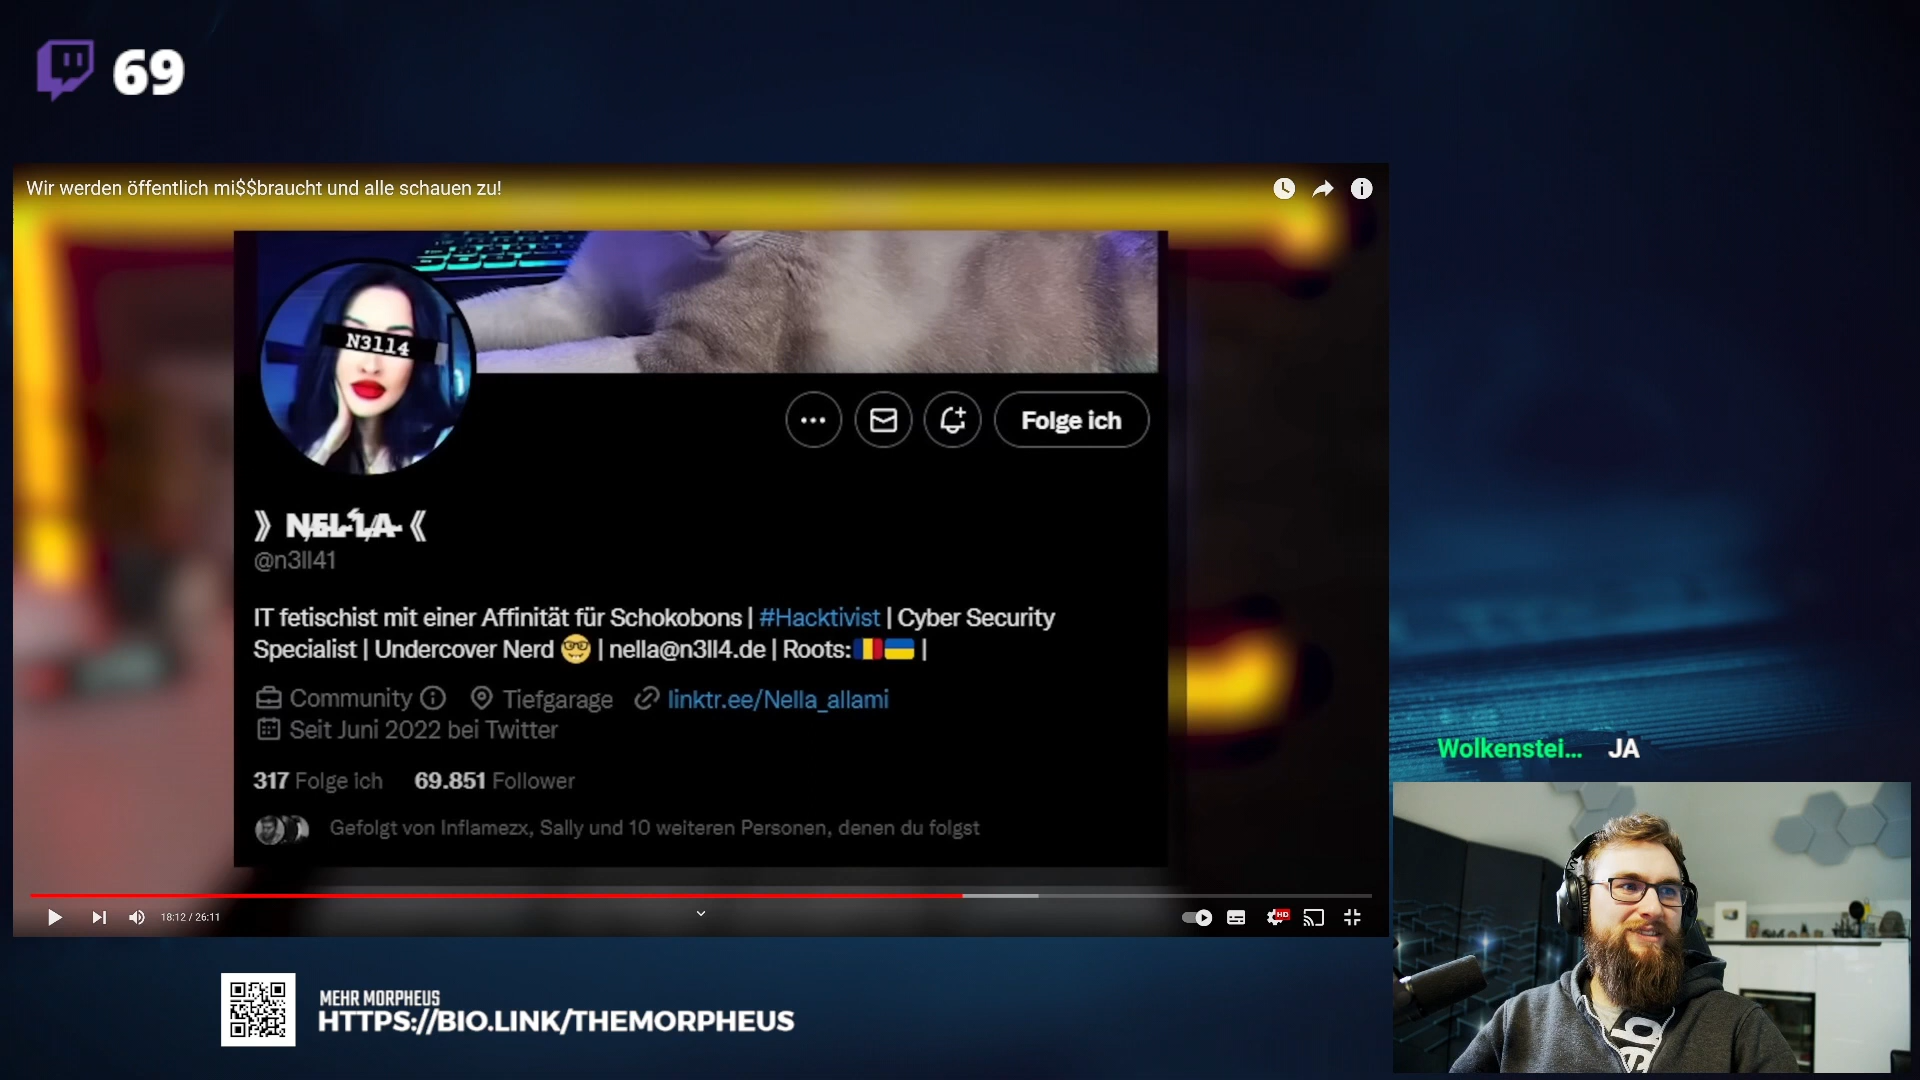 69
Wir werden öffentlich mi$$braucht und alle schauen zu!
N3ll4
Folge ich
》 NELLA 《
@n3ll41
IT fetischist mit einer Affinität für Schokobons | #Hacktivist | Cyber Security
Specialist | Undercover Nerd 🤓 | nella@n3ll4.de | Roots:🇷🇴🇺🇦 |
Community Tiefgarage linktr.ee/Nella_allami
Seit Juni 2022 bei Twitter
317 Folge ich 69.851 Follower
Gefolgt von Inflamezx, Sally und 10 weiteren Personen, denen du folgst
18:12 / 26:11
HD
Wolkenstei... JA
MEHR MORPHEUS
HTTPS://BIO.LINK/THEMORPHEUS